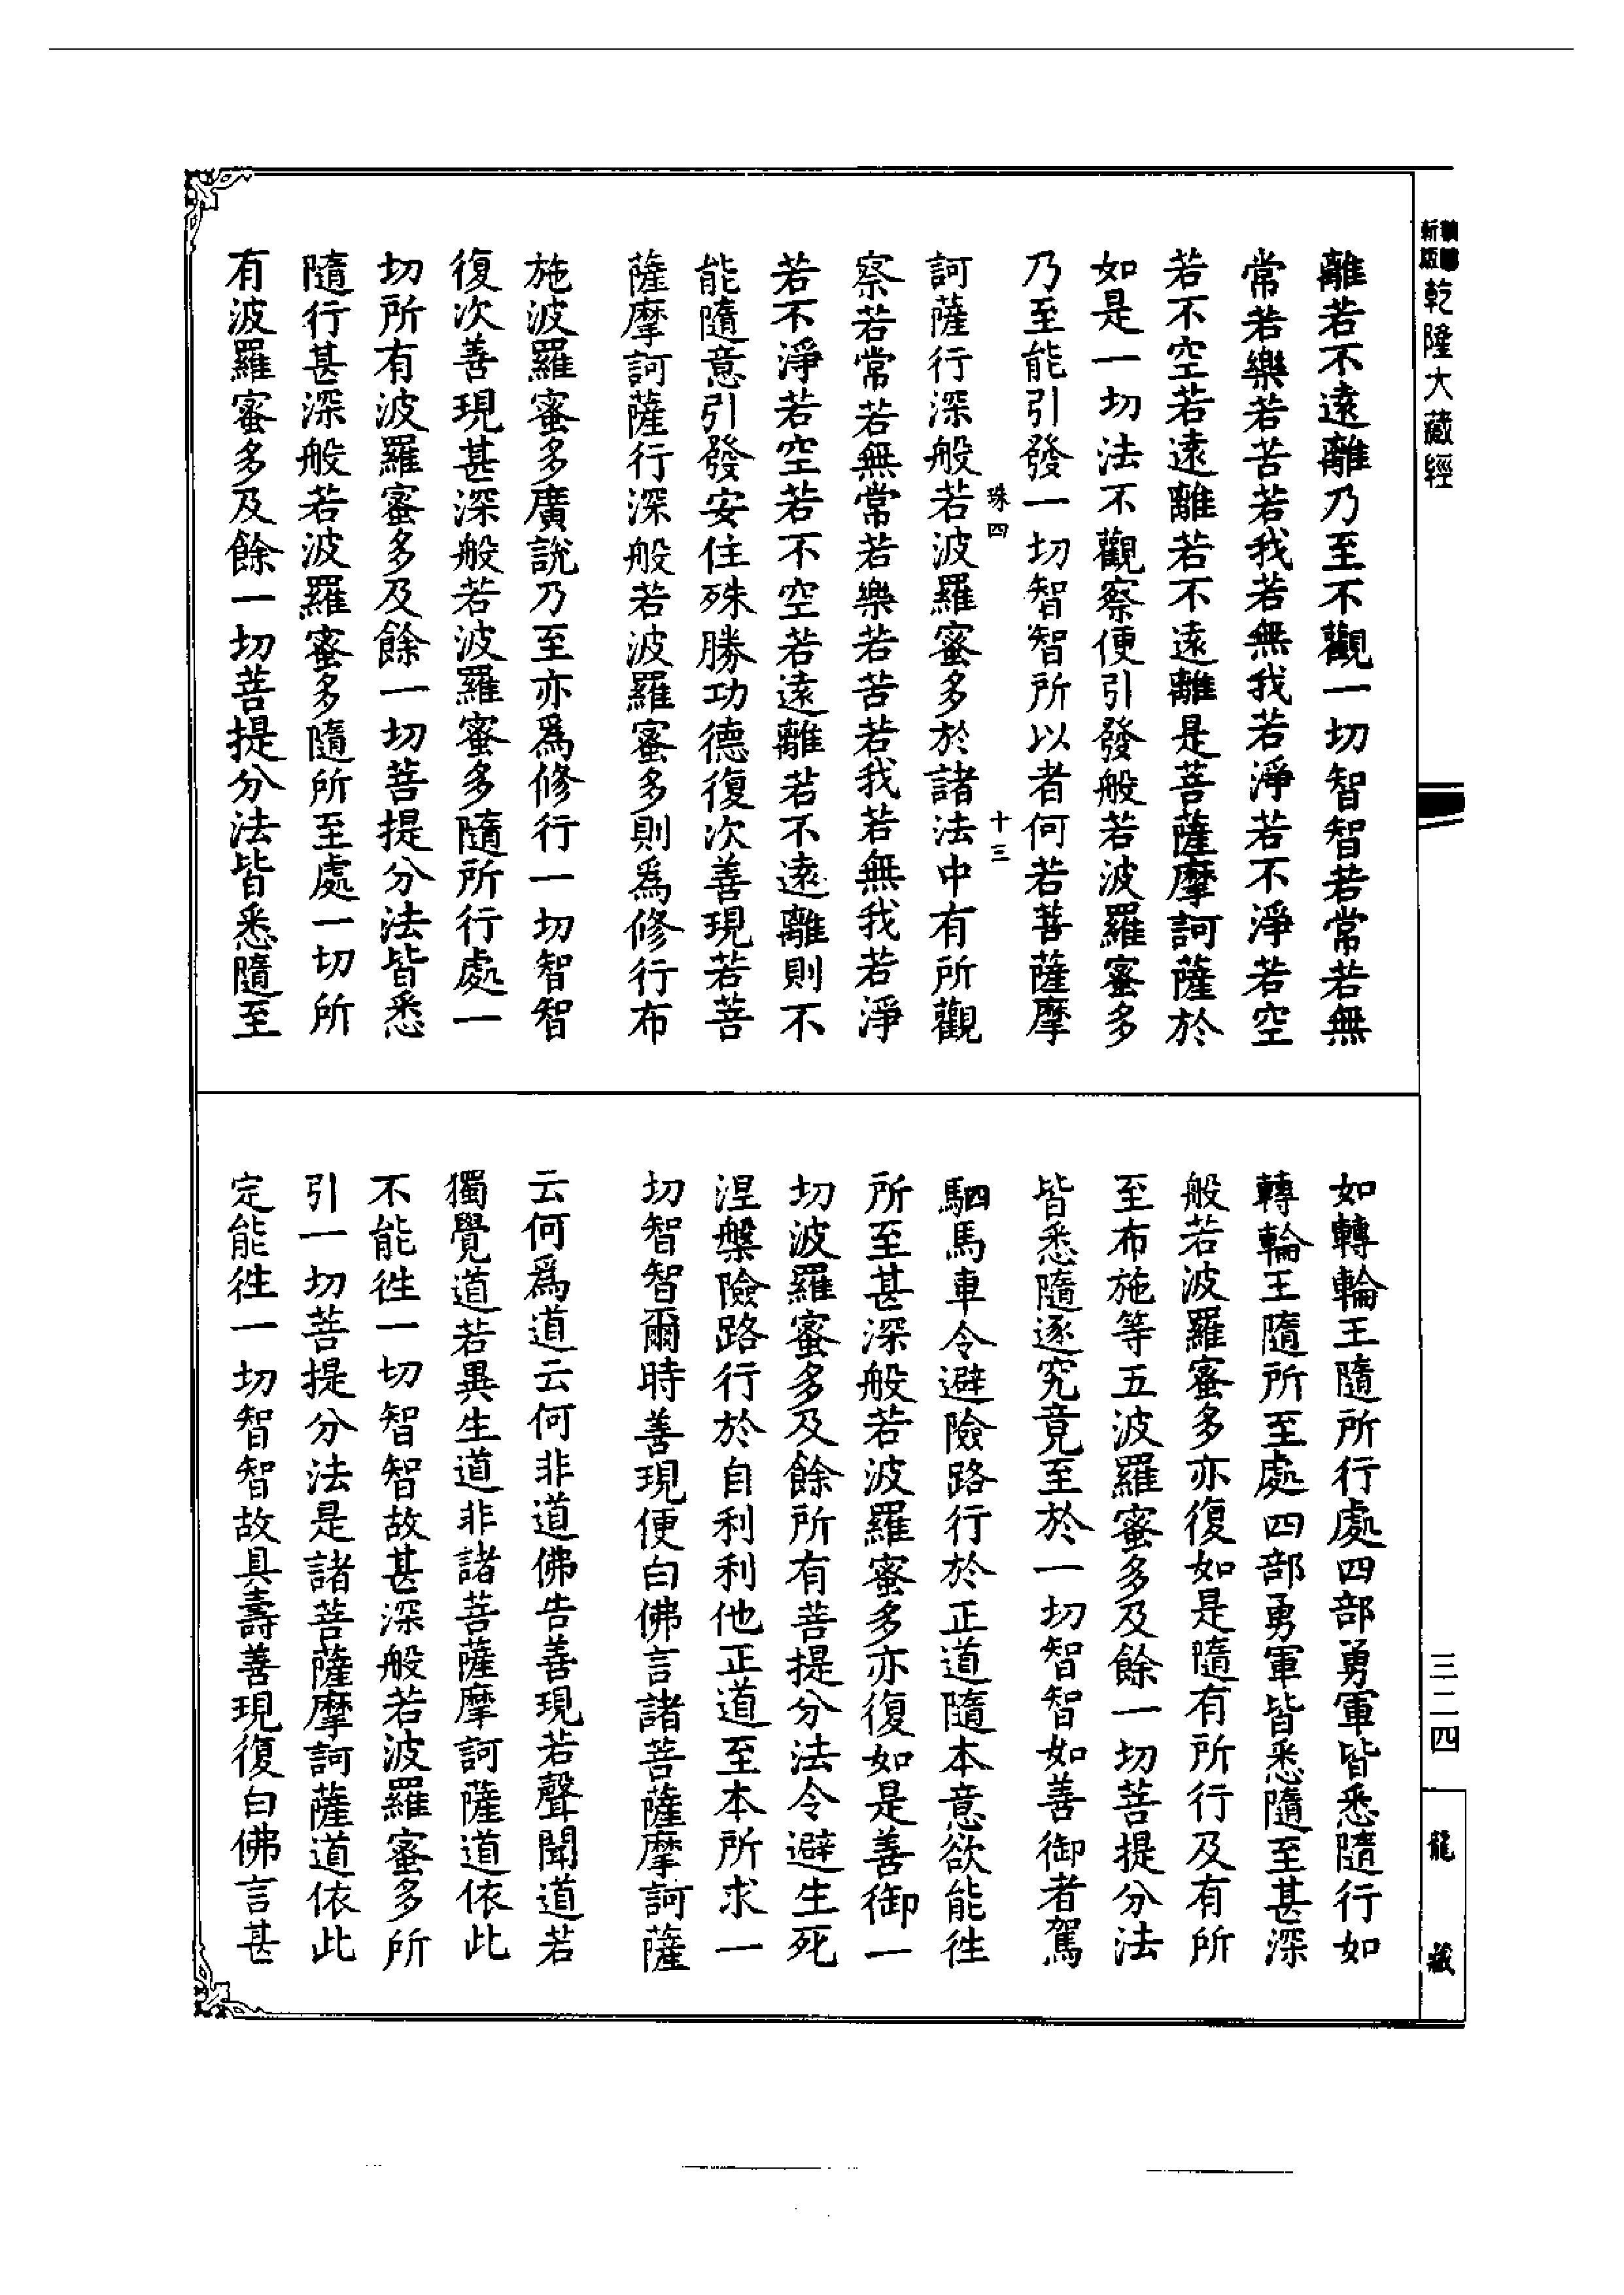 新版
乾隆大藏經
離若不遠離乃至不觀一切智智若常若無
常若樂若苦若我若無我若淨若不淨若空
若不空若遠離若不遠離是菩薩摩訶薩於
如是一切法不觀察便引發般若波羅蜜多
乃至能引發一切智智所以者何若菩薩摩
珠四 十三
訶薩行深般若波羅蜜多於諸法中有所觀
察若常若無常若樂若苦若我若無我若淨
若不淨若空若不空若遠離若不遠離則不
能隨意引發安住殊勝功德復次善現若菩
薩摩訶薩行深般若波羅蜜多則為修行布
施波羅蜜多廣說乃至亦為修行一切智智
復次善現甚深般若波羅蜜多隨所行處一
切所有波羅蜜多及餘一切菩提分法皆悉
隨行甚深般若波羅蜜多隨所至處一切所
有波羅蜜多及餘一切菩提分法皆悉隨至
如轉輪王隨所行處四部勇軍皆悉隨行如
轉輪王隨所至處四部勇軍皆悉隨至甚深
般若波羅蜜多亦復如是隨有所行及有所
至布施等五波羅蜜多及餘一切菩提分法
皆悉隨逐究竟至於一切智智如善御者駕
駟馬車令避險路行於正道隨本意欲能往
所至甚深般若波羅蜜多亦復如是善御一
切波羅蜜多及餘所有菩提分法令避生死
涅槃險路行於自利利他正道至本所求一
切智智爾時善現便白佛言諸菩薩摩訶薩
云何為道云何非道佛告善現若聲聞道若
獨覺道若異生道非諸菩薩摩訶薩道依此
不能往一切智智故甚深般若波羅蜜多所
引一切菩提分法是諸菩薩摩訶薩道依此
定能往一切智智故具壽善現復白佛言甚
三二四
龍藏